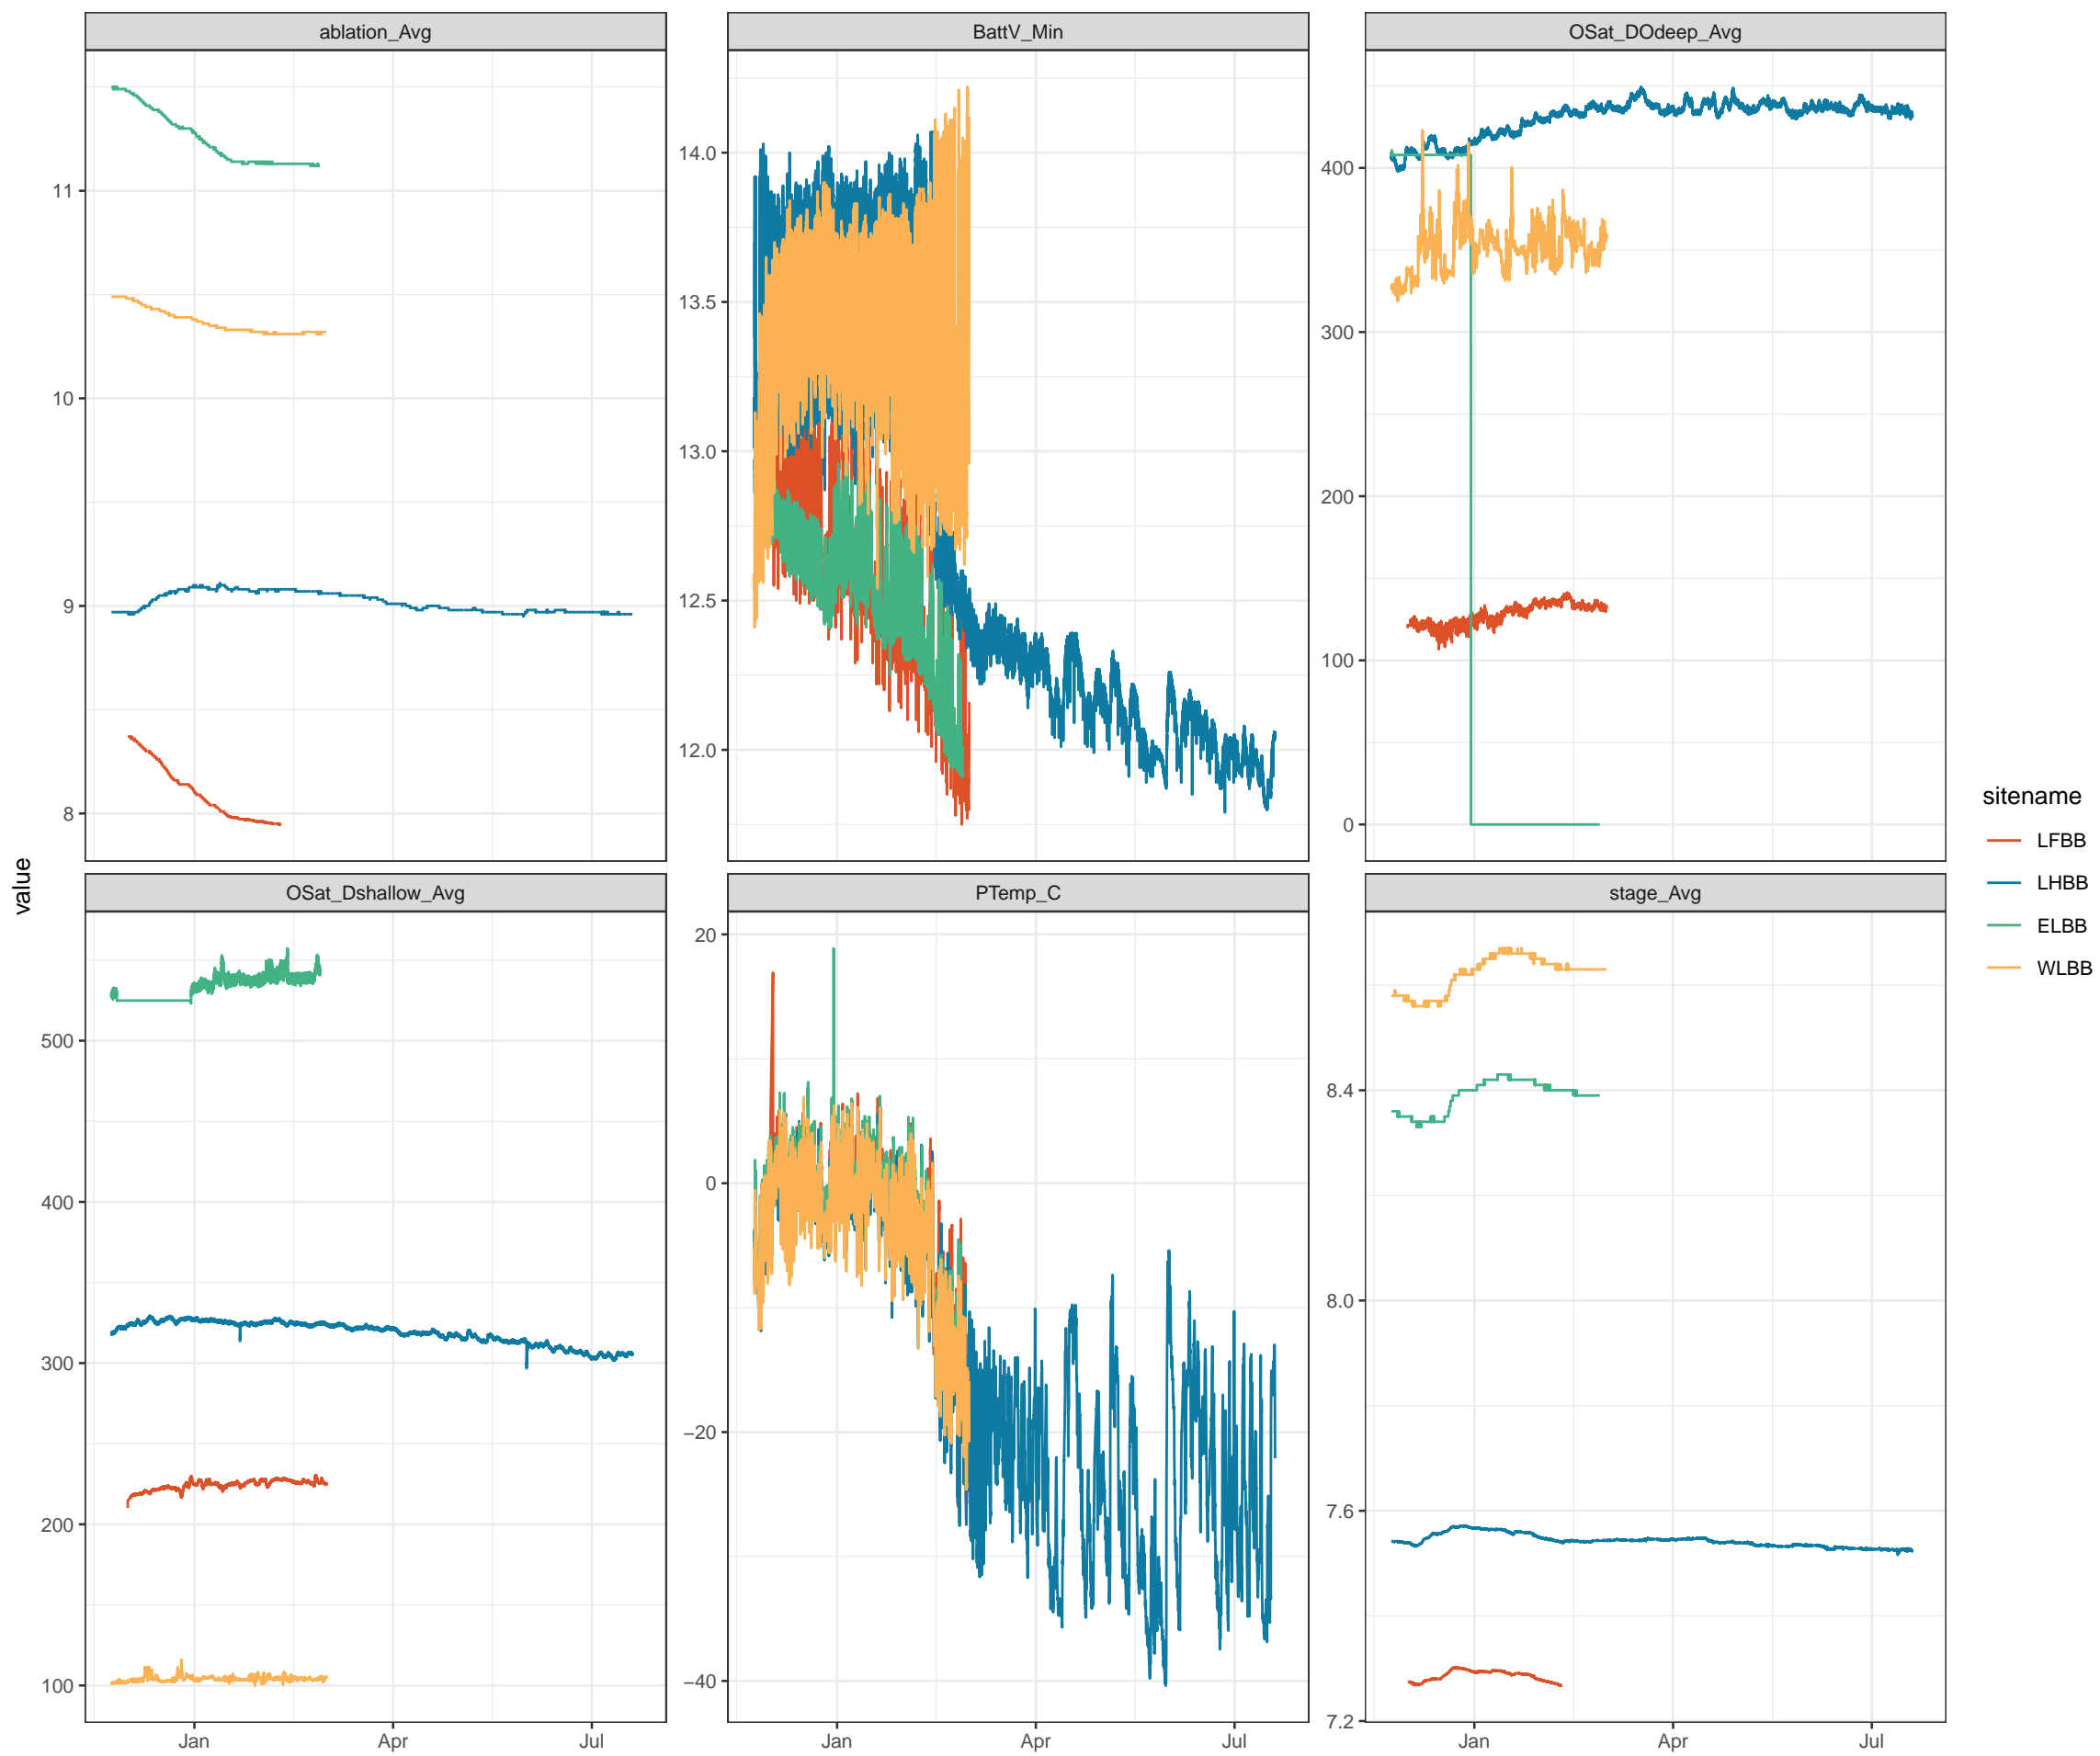 ablation_Avg
BattV_Min
OSat_DOdeep_Avg
11
10
9
8
14.0
13.5
13.0
12.5
12.0
400
300
200
100
0
value
OSat_Dshallow_Avg
PTemp_C
stage_Avg
500
400
300
200
100
20
0
−20
−40
8.4
8.0
7.6
7.2
Jan
Apr
Jul
Jan
Apr
Jul
Jan
Apr
Jul
sitename
LFBB
LHBB
ELBB
WLBB